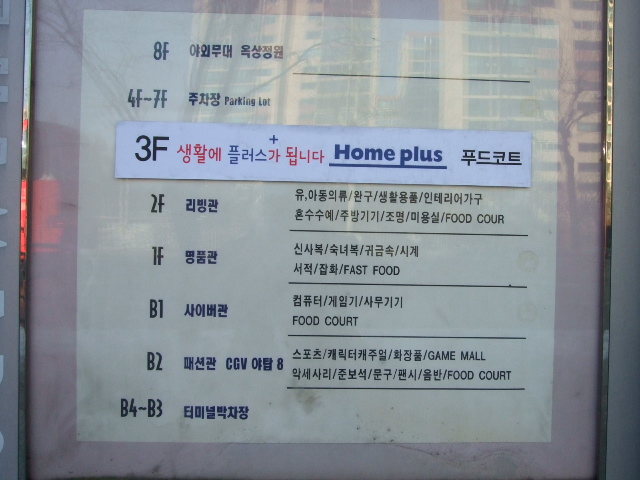 8F 야외무대 옥상정원
4F~7F 주차장 Parking Lot
3F 생활에 플러스가 됩니다 + Home plus 푸드코트
2F 리빙관 유,아동의류/완구/생활용품/인테리어가구
혼수수예/주방기기/조명/미용실/FOOD COUR
1F 명품관 신사복/숙녀복/귀금속/시계
서적/잡화/FAST FOOD
B1 사이버관 컴퓨터/게임기/사무기기
FOOD COURT
B2 패션관 CGV 야탑 8 스포츠/캐릭터캐주얼/화장품/GAME MALL
악세사리/준보석/문구/팬시/음반/FOOD COURT
B4~B3 터미널박차장